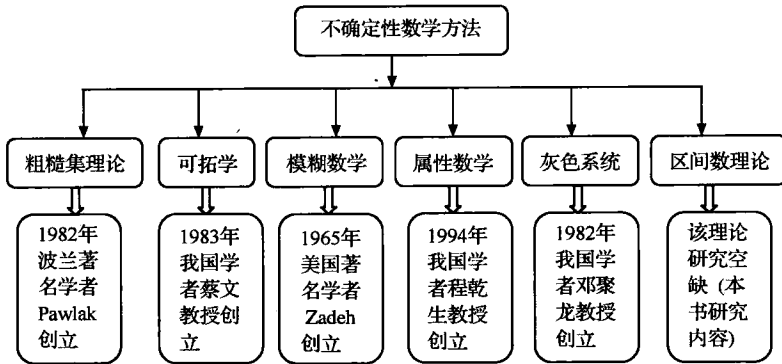 不确定性数学方法
粗糙集理论
可拓学
模糊数学
属性数学
灰色系统
区间数理论
1982年
波兰著
名学者
Pawlak
创立
1983年
我国学
者蔡文
教授创
立
1965年
美国著
名学者
Zadeh
创立
1994年
我国学
者程乾
生教授
创立
1982年
我国学
者邓聚
龙教授
创立
该理论
研究空
缺 (本
书研究
内容)